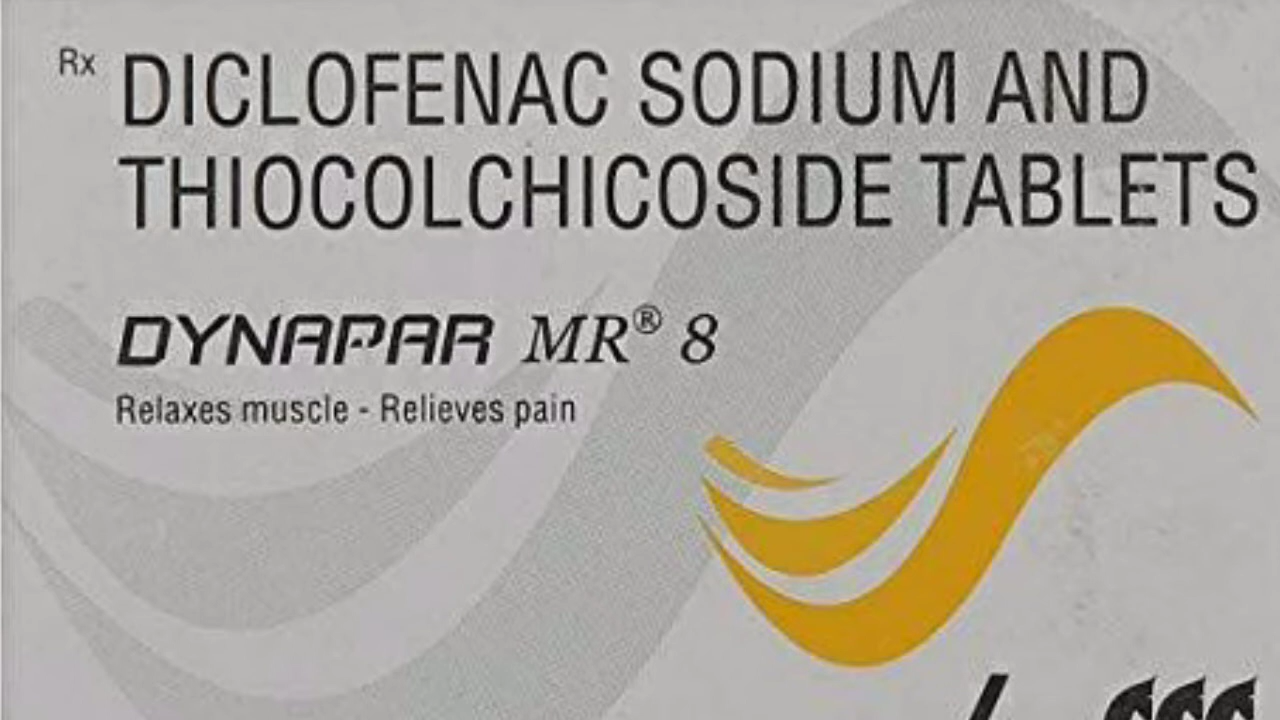 Rx
DICLOFENAC SODIUM AND
THIOCOLCHICOSIDE TABLETS
DYNAPAR MR® 8
Relaxes muscle - Relieves pain